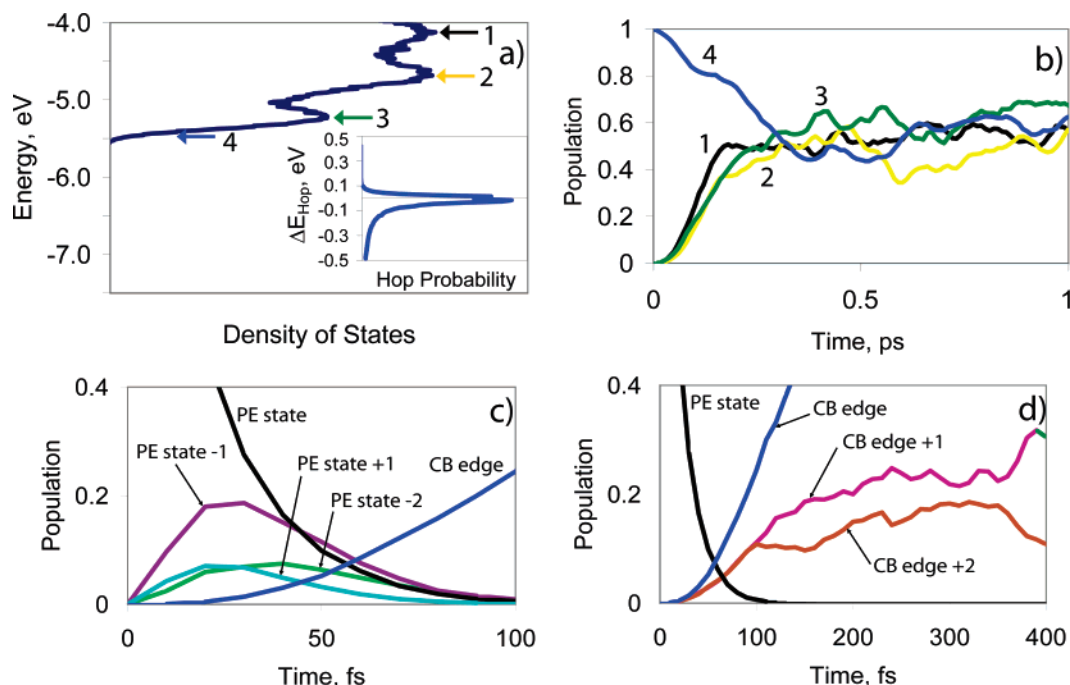 a)
-4.0
-5.0
-6.0
-7.0
Energy, eV
1
2
3
4
0.5
0.3
0.1
-0.1
-0.3
-0.5
ΔE_Hop, eV
Hop Probability
Density of States
b)
1
0.8
0.6
0.4
0.2
0
Population
4
3
1
2
0
0.5
1
Time, ps
c)
0.4
0.2
0
Population
PE state
PE state -1
PE state +1
PE state -2
CB edge
0
50
100
Time, fs
d)
0.4
0.2
0
Population
PE state
CB edge
CB edge +1
CB edge +2
0
100
200
300
400
Time, fs